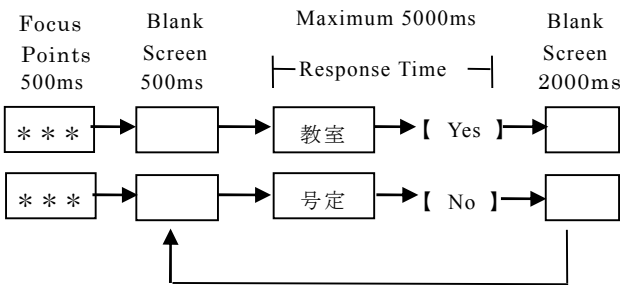 Focus Points 500ms
Blank Screen 500ms
Maximum 5000ms
Response Time
Blank Screen 2000ms
＊＊＊
教室
【 Yes 】
＊＊＊
号定
【 No 】